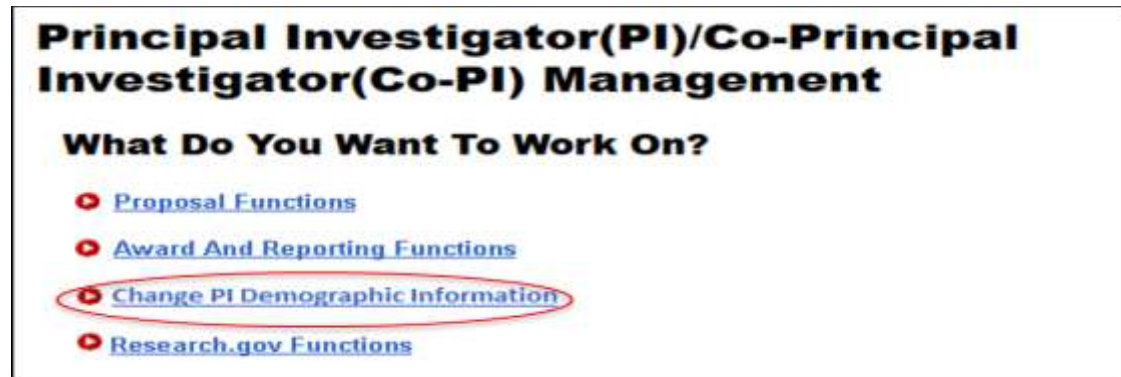 Principal Investigator(PI)/Co-Principal
Investigator(Co-PI) Management
What Do You Want To Work On?
Proposal Functions
Award And Reporting Functions
Change PI Demographic Information
Research.gov Functions